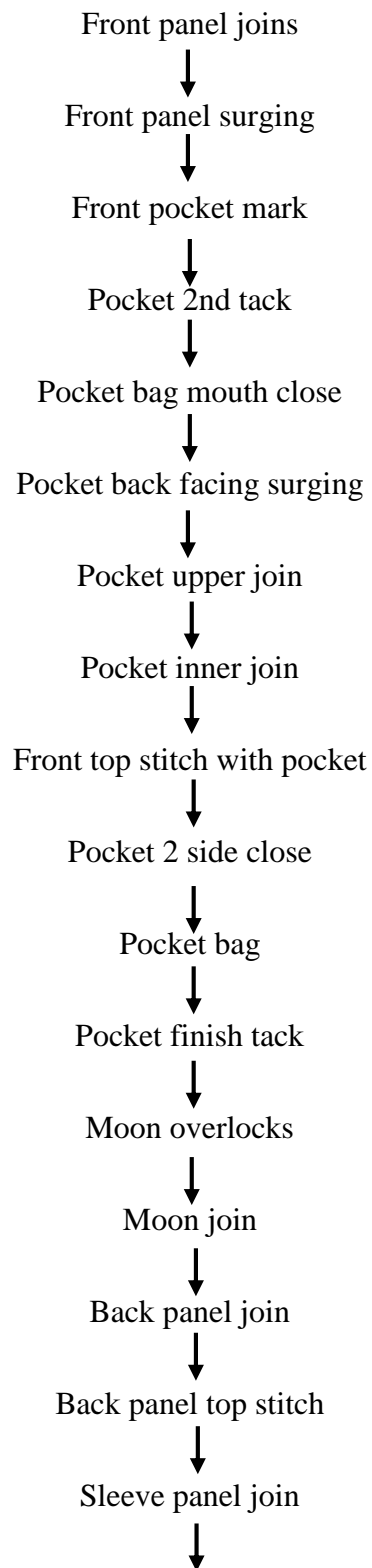 Front panel joins
Front panel surging
Front pocket mark
Pocket 2nd tack
Pocket bag mouth close
Pocket back facing surging
Pocket upper join
Pocket inner join
Front top stitch with pocket
Pocket 2 side close
Pocket bag
Pocket finish tack
Moon overlocks
Moon join
Back panel join
Back panel top stitch
Sleeve panel join